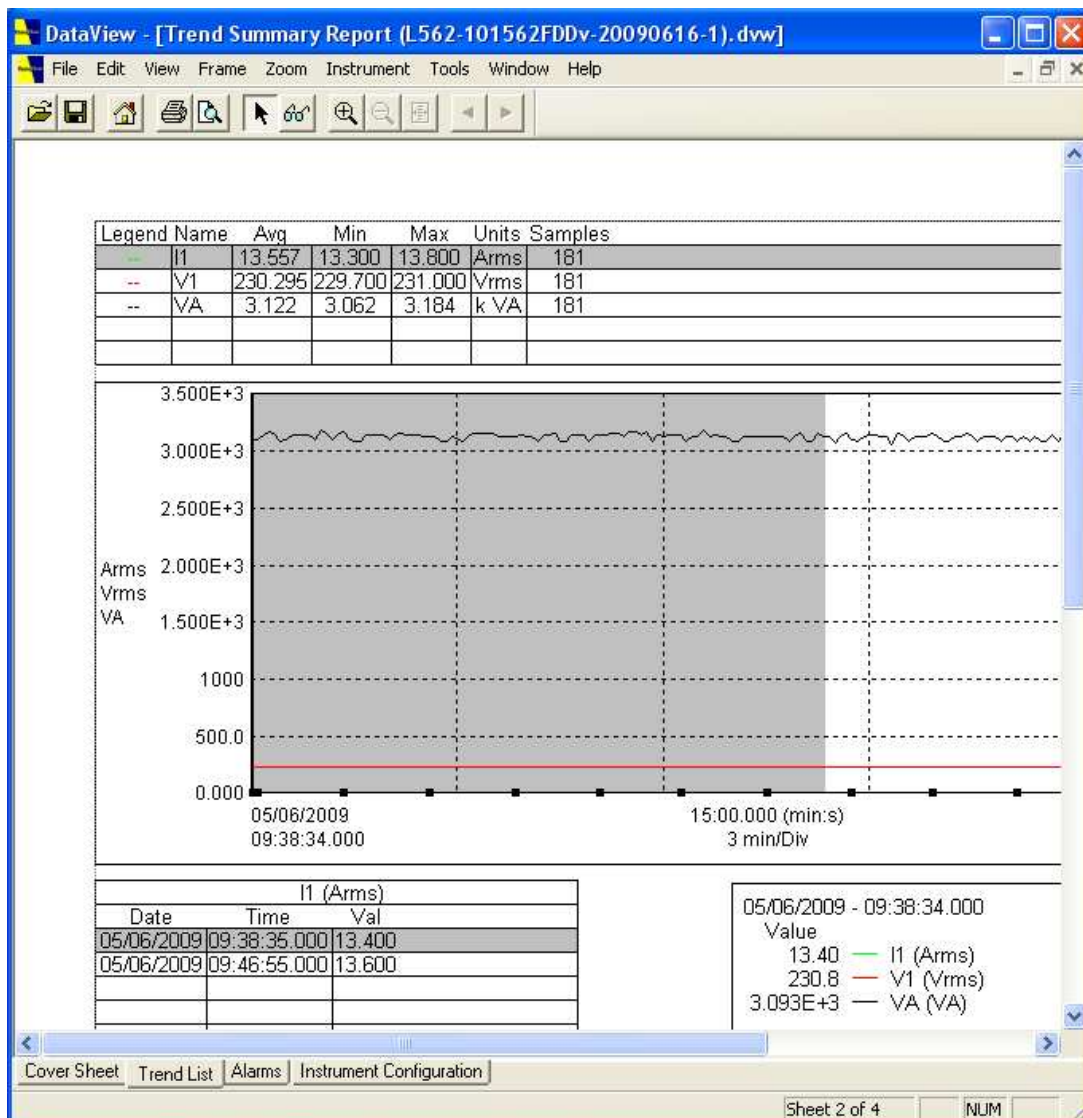 DataView - [Trend Summary Report (L562-101562FDDv-20090616-1).dvw]
File Edit View Frame Zoom Instrument Tools Window Help
Legend Name Avg Min Max Units Samples
-- I1 13.557 13.300 13.800 Arms 181
-- V1 230.295 229.700 231.000 Vrms 181
-- VA 3.122 3.062 3.184 k VA 181
3.500E+3
3.000E+3
2.500E+3
Arms 2.000E+3
Vrms
VA 1.500E+3
1000
500.0
0.000
05/06/2009 15:00.000 (min:s)
09:38:34.000 3 min/Div
I1 (Arms)
Date Time Val
05/06/2009 09:38:35.000 13.400
05/06/2009 09:46:55.000 13.600
05/06/2009 - 09:38:34.000
Value
13.40 — I1 (Arms)
230.8 — V1 (Vrms)
3.093E+3 — VA (VA)
Cover Sheet Trend List Alarms Instrument Configuration
Sheet 2 of 4 NUM